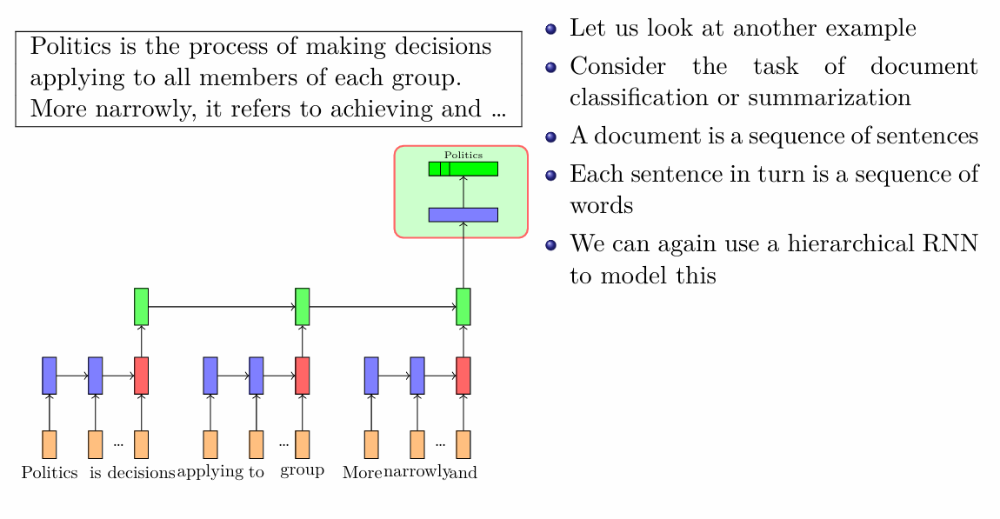 Politics is the process of making decisions
applying to all members of each group.
More narrowly, it refers to achieving and ...
Politics
... ... ...
Politics is decisions applying to group More narrowly and
Let us look at another example
Consider the task of document
classification or summarization
A document is a sequence of sentences
Each sentence in turn is a sequence of
words
We can again use a hierarchical RNN
to model this